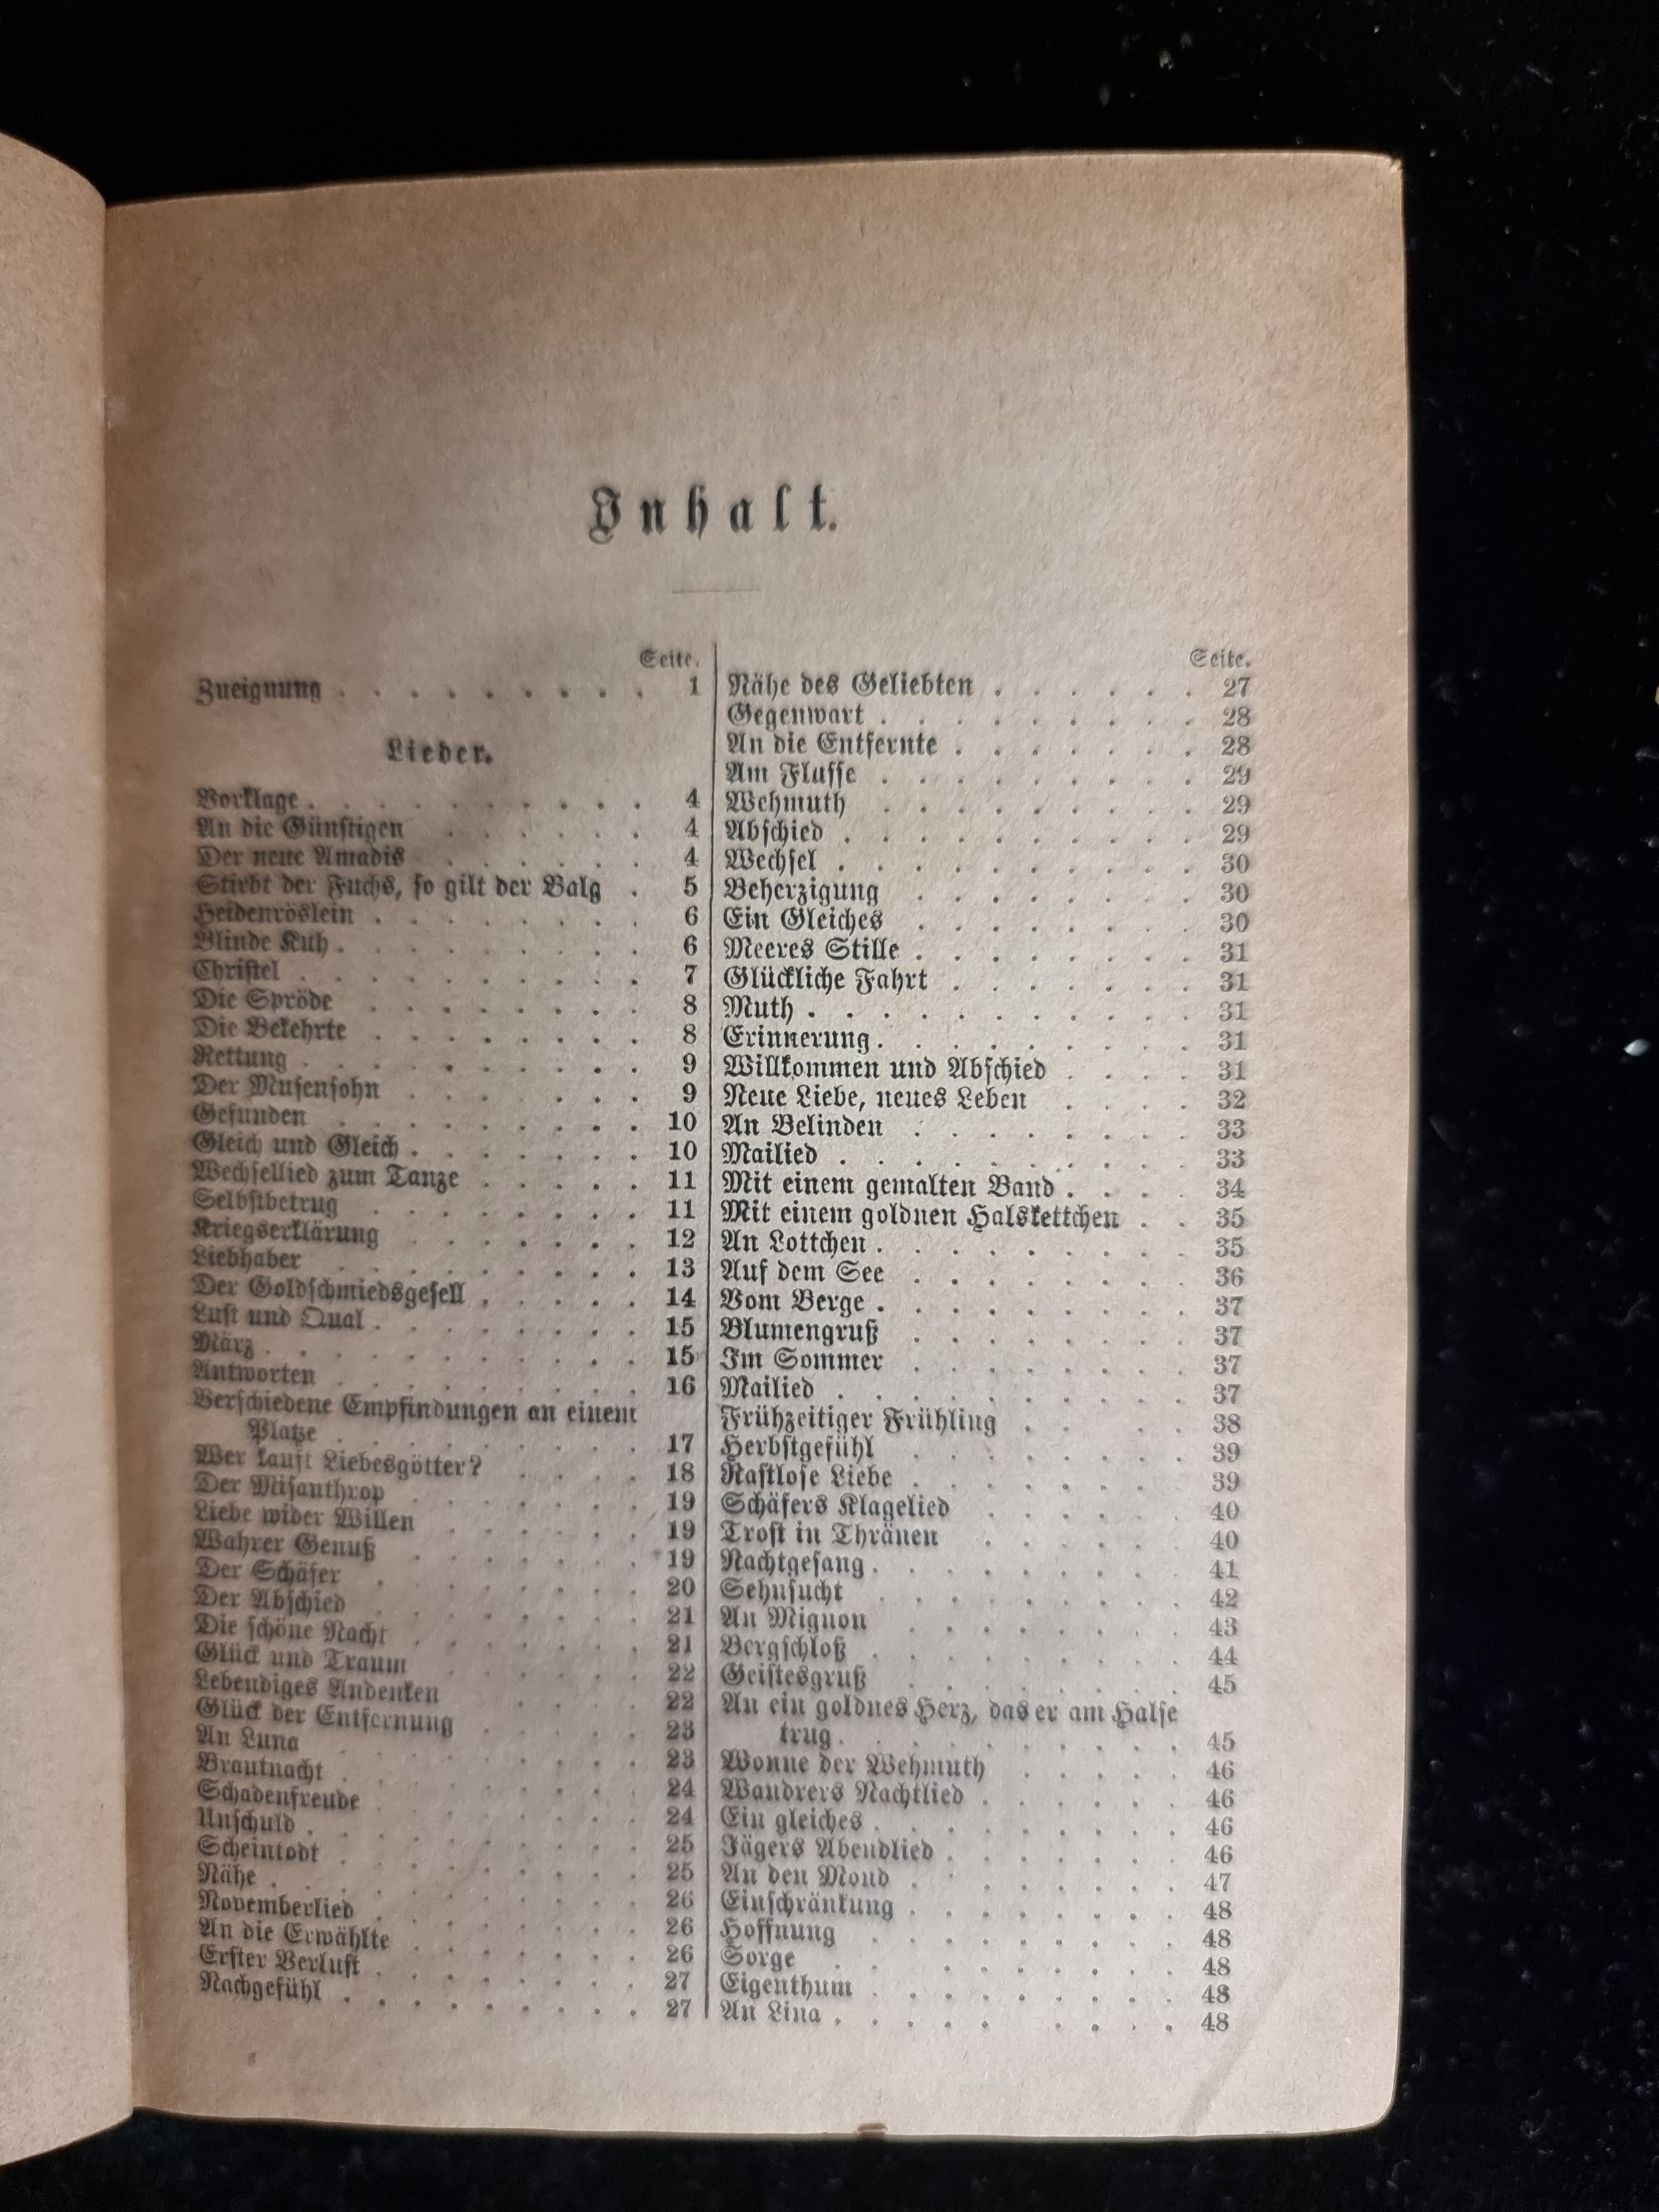 Inhalt.
Seite.
Zueignung . . . . . . . . . . 1
Lieder.
Vorklage . . . . . . . . . . 4
An die Günstigen . . . . . . 4
Der neue Amadis . . . . . . 4
Stirbt der Fuchs, so gilt der Balg . 5
Heidenröslein . . . . . . . . 6
Blinde Kuh . . . . . . . . . 6
Christel . . . . . . . . . . 7
Die Spröde . . . . . . . . 8
Die Bekehrte . . . . . . . . 8
Rettung . . . . . . . . . . 9
Der Musensohn . . . . . . . 9
Gefunden . . . . . . . . . 10
Gleich und Gleich . . . . . . . 10
Wechsellied zum Tanze . . . . . 11
Selbstbetrug . . . . . . . . 11
Kriegserklärung . . . . . . . 12
Liebhaber . . . . . . . . . 13
Der Goldschmiedsgesell . . . . . 14
Lust und Qual . . . . . . . . 15
März . . . . . . . . . . . 15
Antworten . . . . . . . . . 16
Verschiedene Empfindungen an einem
Platze . . . . . . . . . 17
Wer kauft Liebesgötter? . . . . 18
Der Misanthrop . . . . . . . 19
Liebe wider Willen . . . . . . 19
Wahrer Genuß . . . . . . . 19
Der Schäfer . . . . . . . . 20
Der Abschied . . . . . . . . 21
Die schöne Nacht . . . . . . . 21
Glück und Traum . . . . . . 22
Lebendiges Andenken . . . . . 22
Glück der Entfernung . . . . . 23
An Luna . . . . . . . . . 23
Brautnacht . . . . . . . . . 24
Schadenfreude . . . . . . . . 24
Unschuld . . . . . . . . . . 25
Scheintodt . . . . . . . . . 25
Nähe . . . . . . . . . . . 26
Novemberlied . . . . . . . . 26
An die Erwählte . . . . . . . 26
Erster Verlust . . . . . . . . 27
Nachgefühl . . . . . . . . . 27
Seite.
Nähe des Geliebten . . . . . . 27
Gegenwart . . . . . . . . . 28
An die Entfernte . . . . . . . 28
Am Flusse . . . . . . . . . 29
Wehmuth . . . . . . . . . 29
Abschied . . . . . . . . . . 29
Wechsel . . . . . . . . . . 30
Beherzigung . . . . . . . . 30
Ein Gleiches . . . . . . . . 30
Meeres Stille . . . . . . . . 31
Glückliche Fahrt . . . . . . . 31
Muth . . . . . . . . . . . 31
Erinnerung . . . . . . . . . 31
Willkommen und Abschied . . . . 31
Neue Liebe, neues Leben . . . . 32
An Belinden . . . . . . . . 33
Mailied . . . . . . . . . . 33
Mit einem gemalten Band . . . . 34
Mit einem goldnen Halskettchen . . 35
An Lottchen . . . . . . . . . 35
Auf dem See . . . . . . . . 36
Vom Berge . . . . . . . . . 37
Blumengruß . . . . . . . . 37
Im Sommer . . . . . . . . 37
Mailied . . . . . . . . . . 37
Frühzeitiger Frühling . . . . . 38
Herbstgefühl . . . . . . . . 39
Rastlose Liebe . . . . . . . . 39
Schäfers Klagelied . . . . . . 40
Trost in Thränen . . . . . . 40
Nachtgesang . . . . . . . . . 41
Sehnsucht . . . . . . . . . 42
An Mignon . . . . . . . . 43
Bergschloß . . . . . . . . . 44
Geistesgruß . . . . . . . . 45
An ein goldnes Herz, das er am Halse
trug . . . . . . . . . . 45
Wonne der Wehmuth . . . . . 46
Wandrers Nachtlied . . . . . . 46
Ein gleiches . . . . . . . . . 46
Jägers Abendlied . . . . . . . 46
An den Mond . . . . . . . . 47
Einschränkung . . . . . . . . 48
Hoffnung . . . . . . . . . 48
Sorge . . . . . . . . . . 48
Eigenthum . . . . . . . . . 48
An Lina . . . . . . . . . . 48